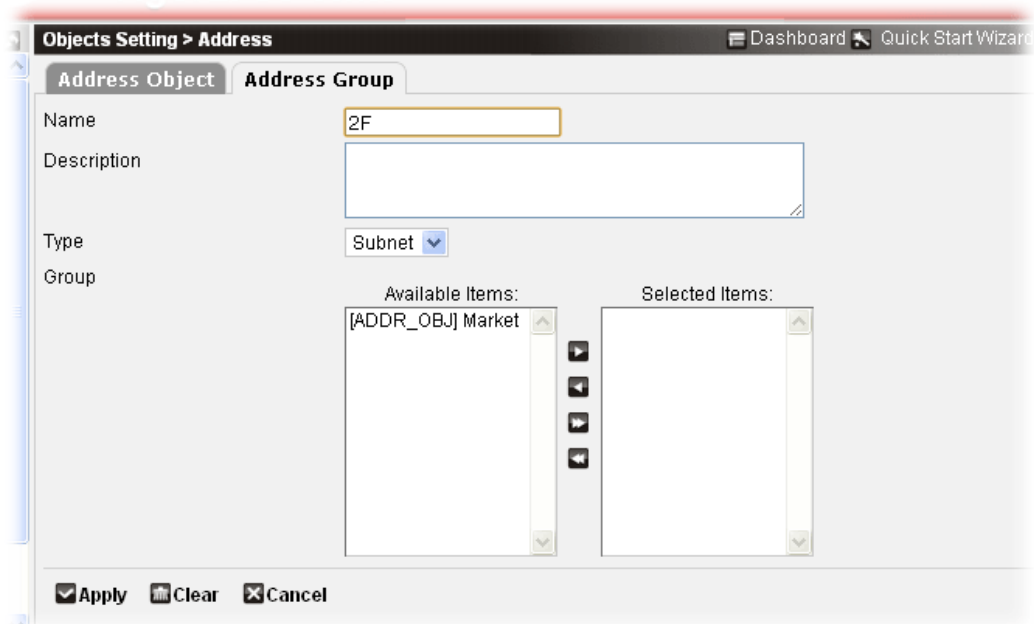 Objects Setting > Address
Dashboard Quick Start Wizard
Address Object Address Group
Name 2F
Description
Type Subnet
Group
Available Items: Selected Items:
[ADDR_OBJ] Market
Apply Clear Cancel